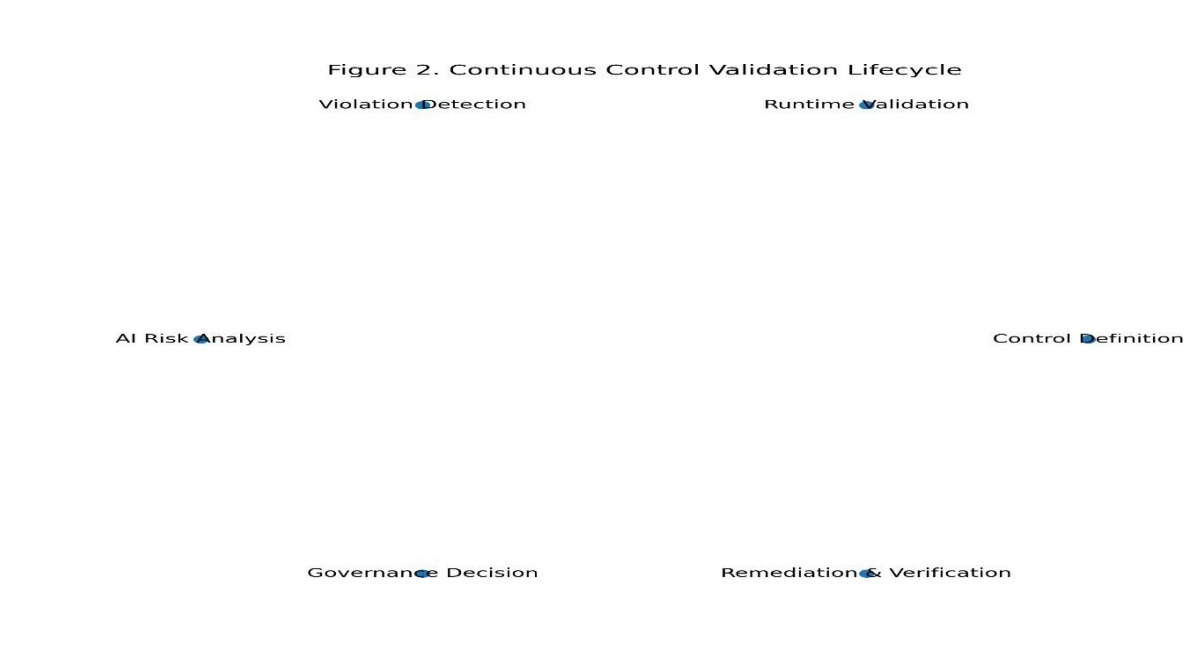 Figure 2. Continuous Control Validation Lifecycle
Violation Detection
Runtime Validation
AI Risk Analysis
Control Definition
Governance Decision
Remediation & Verification